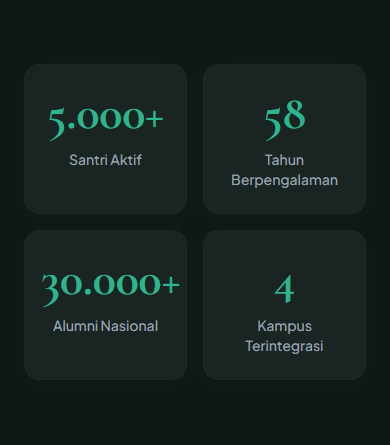 5.000+
Santri Aktif
58
Tahun
Berpengalaman
30.000+
Alumni Nasional
4
Kampus
Terintegrasi